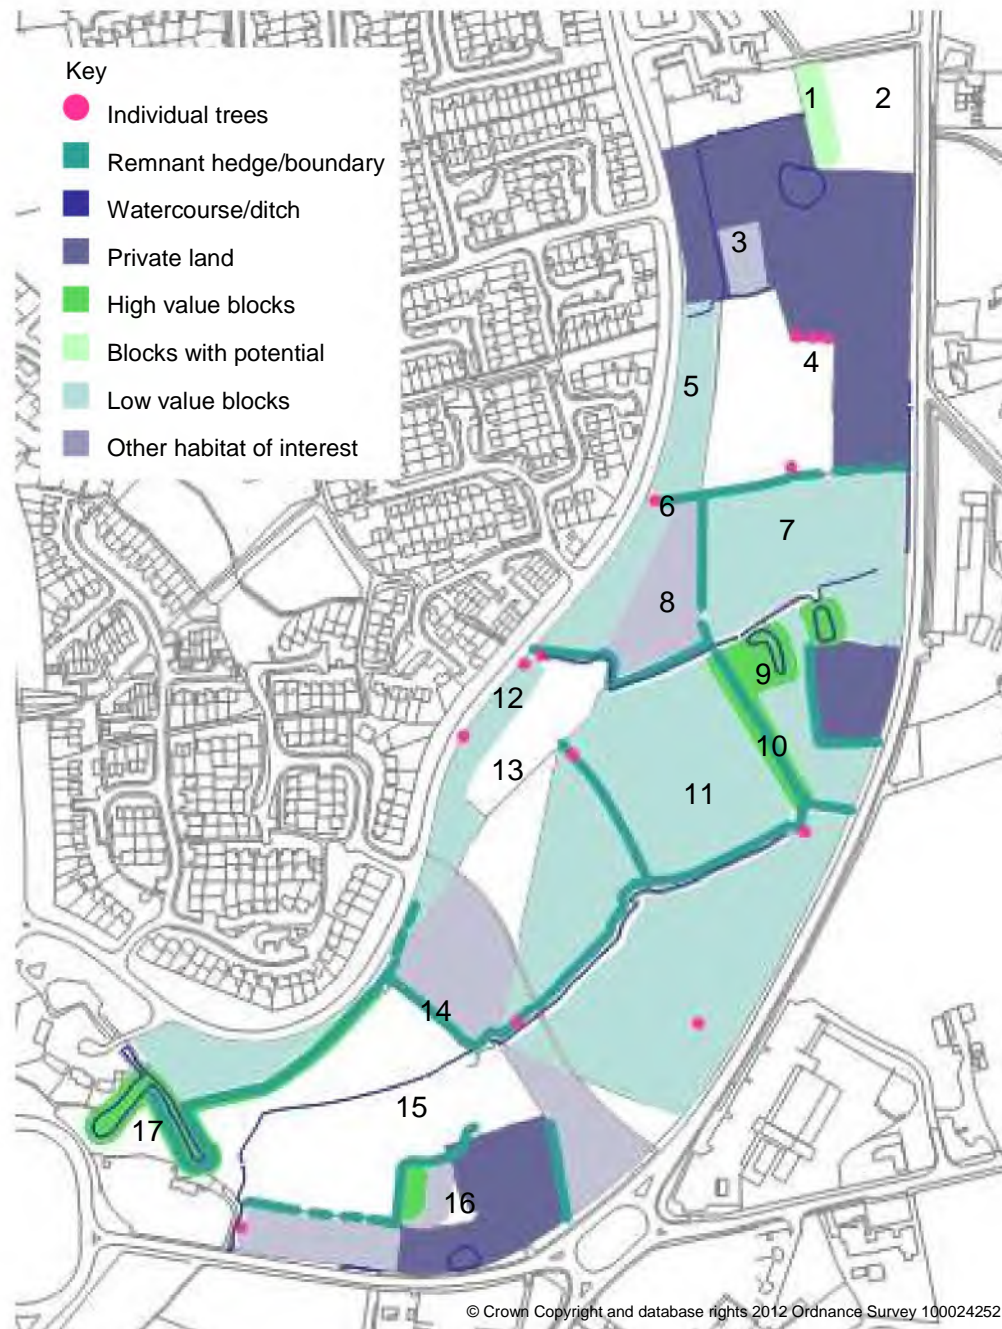 Key
Individual trees
Remnant hedge/boundary
Watercourse/ditch
Private land
High value blocks
Blocks with potential
Low value blocks
Other habitat of interest
1
2
3
4
5
6
7
8
9
10
11
12
13
14
15
16
17
© Crown Copyright and database rights 2012 Ordnance Survey 100024252